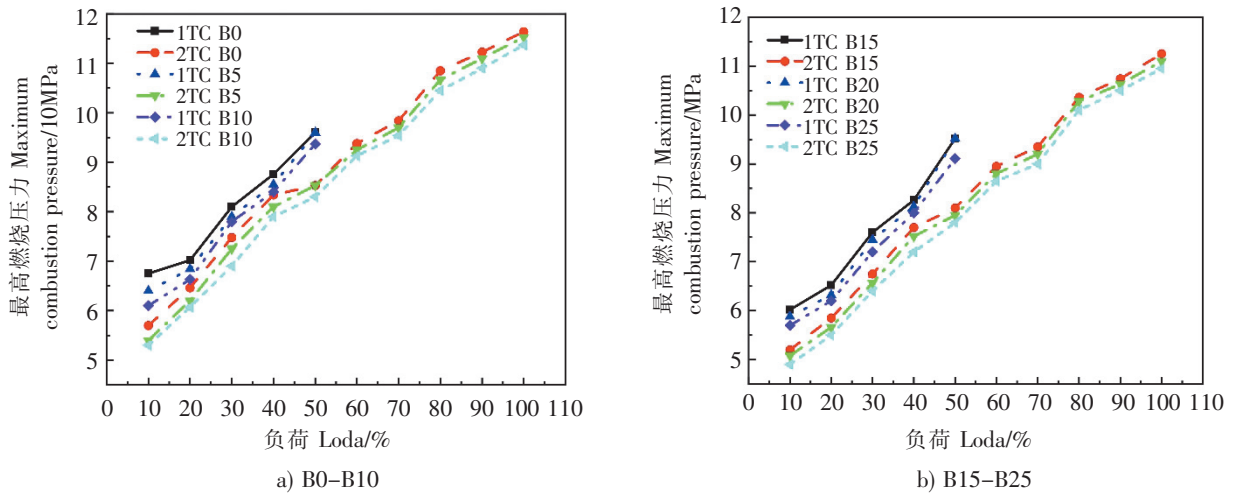 12
11
10
9
8
7
6
5
1TC B0
2TC B0
1TC B5
2TC B5
1TC B10
2TC B10
最高燃烧压力 Maximum
combustion pressure/10MPa
0 10 20 30 40 50 60 70 80 90 100 110
负荷 Loda/%
a) B0-B10
12
11
10
9
8
7
6
5
1TC B15
2TC B15
1TC B20
2TC B20
1TC B25
2TC B25
最高燃烧压力 Maximum
combustion pressure/MPa
0 10 20 30 40 50 60 70 80 90 100 110
负荷 Loda/%
b) B15-B25